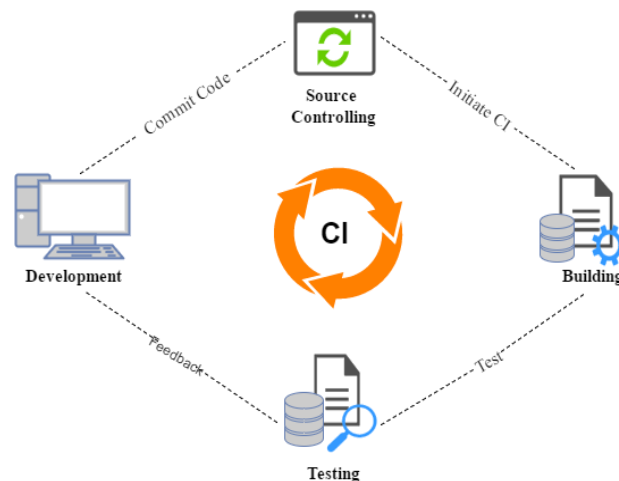 Commit Code
Source
Controlling
Initiate CI
CI
Development
Building
Feedback
Test
Testing